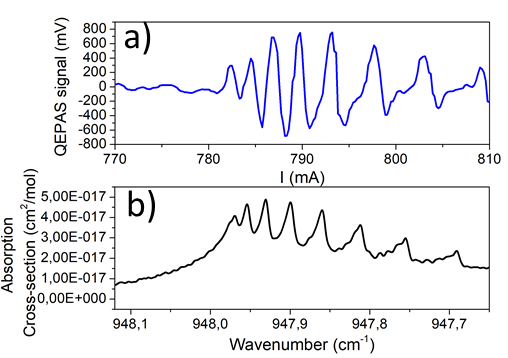 a)
QEPAS signal (mV)
800
600
400
200
0
-200
-400
-600
-800
770
780
790
800
810
I (mA)
b)
Absorption
Cross-section (cm²/mol)
5,00E-017
4,00E-017
3,00E-017
2,00E-017
1,00E-017
0,00E+000
948,1
948,0
947,9
947,8
947,7
Wavenumber (cm⁻¹)